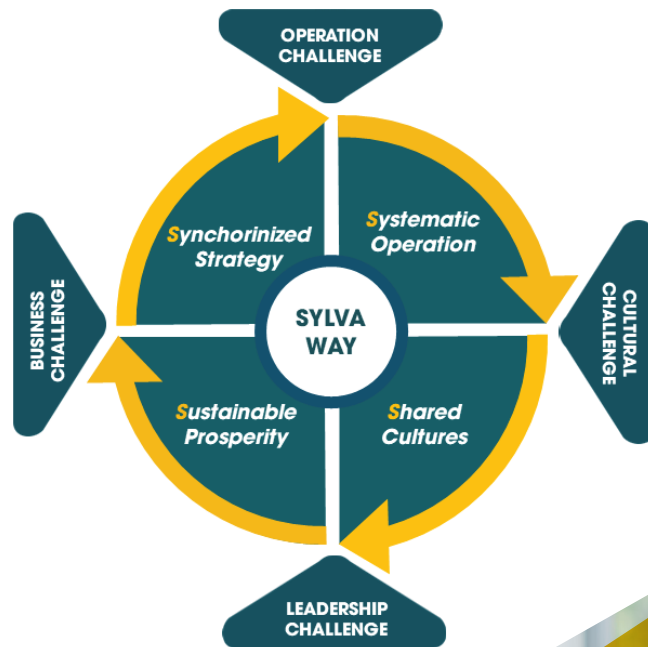 OPERATION
CHALLENGE
Synchorinized
Strategy
Systematic
Operation
BUSINESS
CHALLENGE
SYLVA
WAY
CULTURAL
CHALLENGE
Sustainable
Prosperity
Shared
Cultures
LEADERSHIP
CHALLENGE